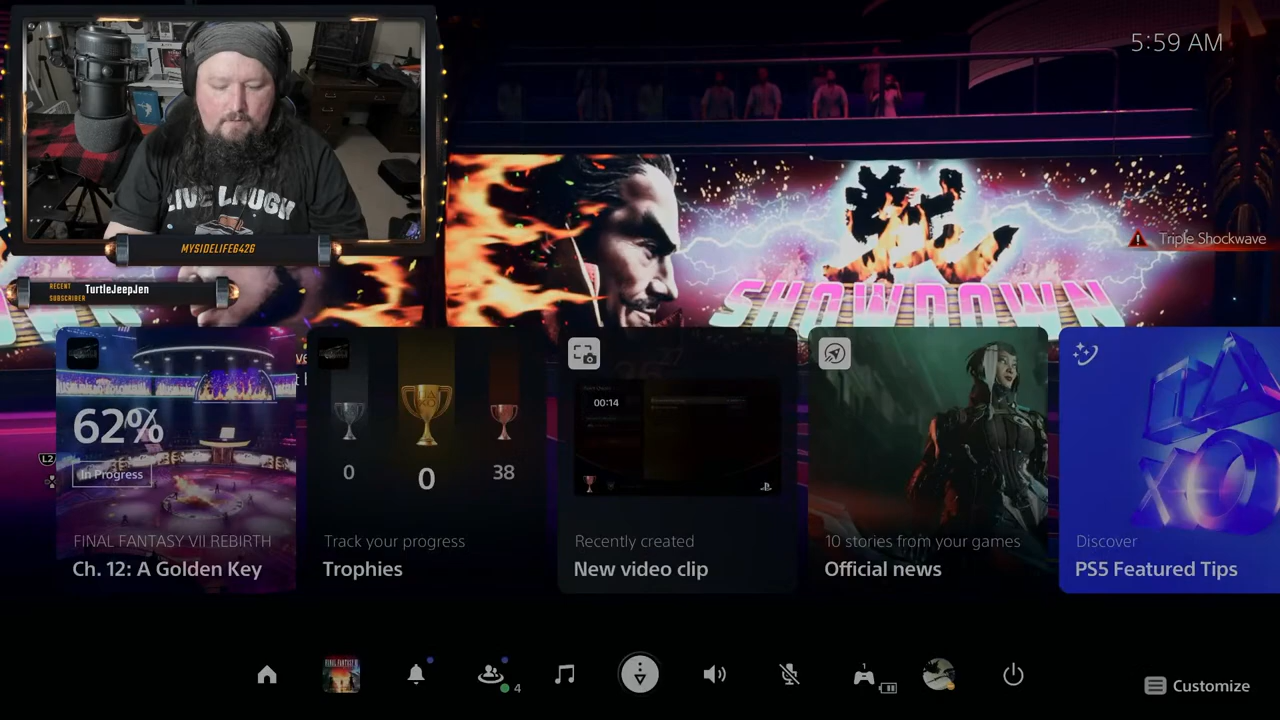 5:59 AM
LIVE LAUGH
MYSIDELIFE6426
RECENT
SUBSCRIBER
TurtleJeepJen
Triple Shockwave
SHOWDOWN
62%
In Progress
FINAL FANTASY VII REBIRTH
Ch. 12: A Golden Key
0
0
38
Track your progress
Trophies
00:14
Recently created
New video clip
10 stories from your games
Official news
Discover
PS5 Featured Tips
L2
4
1
Customize